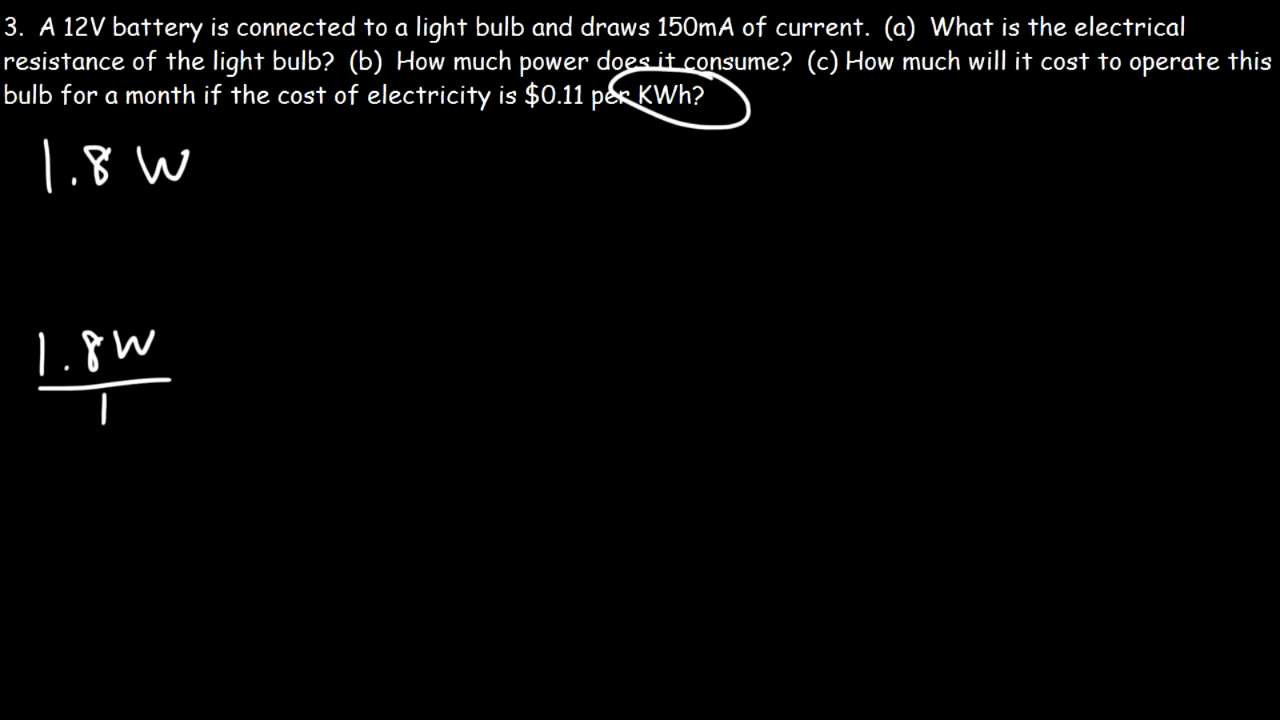 3. A 12V battery is connected to a light bulb and draws 150mA of current. (a) What is the electrical
resistance of the light bulb? (b) How much power does it consume? (c) How much will it cost to operate this
bulb for a month if the cost of electricity is $0.11 per KWh?
1.8 W
1.8W
1